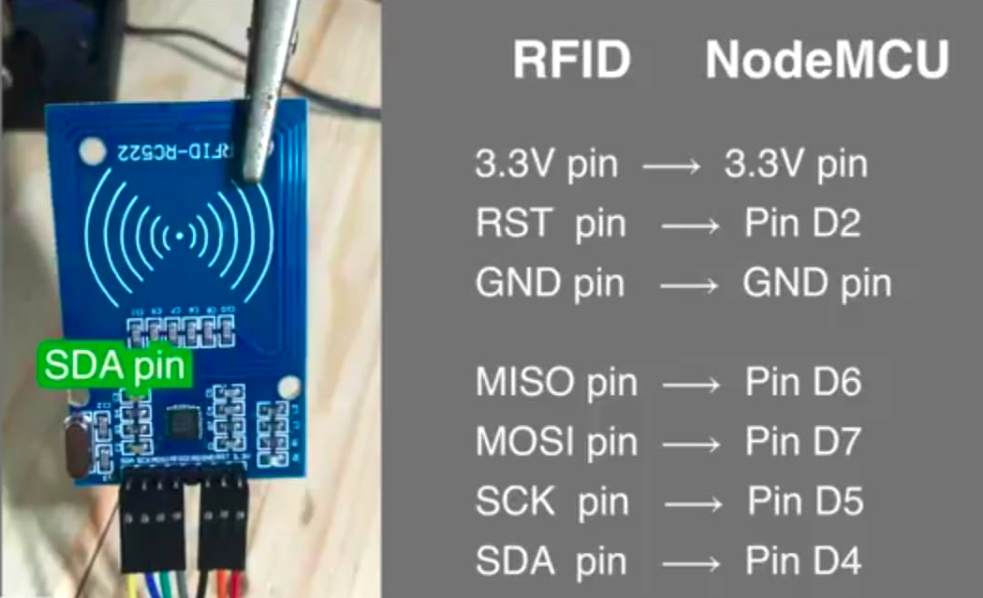 RFID NodeMCU
RFID-RC522
3.3V pin → 3.3V pin
RST pin → Pin D2
GND pin → GND pin
SDA pin
MISO pin → Pin D6
MOSI pin → Pin D7
SCK pin → Pin D5
SDA pin → Pin D4